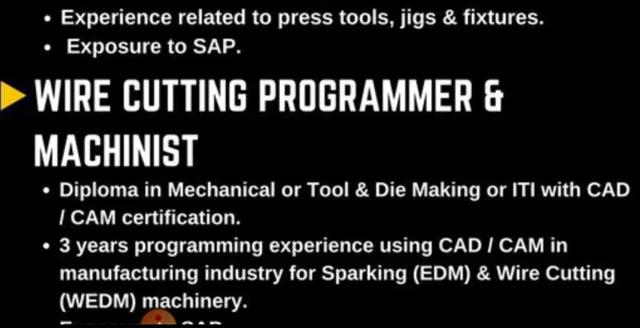 • Experience related to press tools, jigs & fixtures.
• Exposure to SAP.
WIRE CUTTING PROGRAMMER &
MACHINIST
• Diploma in Mechanical or Tool & Die Making or ITI with CAD
/ CAM certification.
• 3 years programming experience using CAD / CAM in
manufacturing industry for Sparking (EDM) & Wire Cutting
(WEDM) machinery.